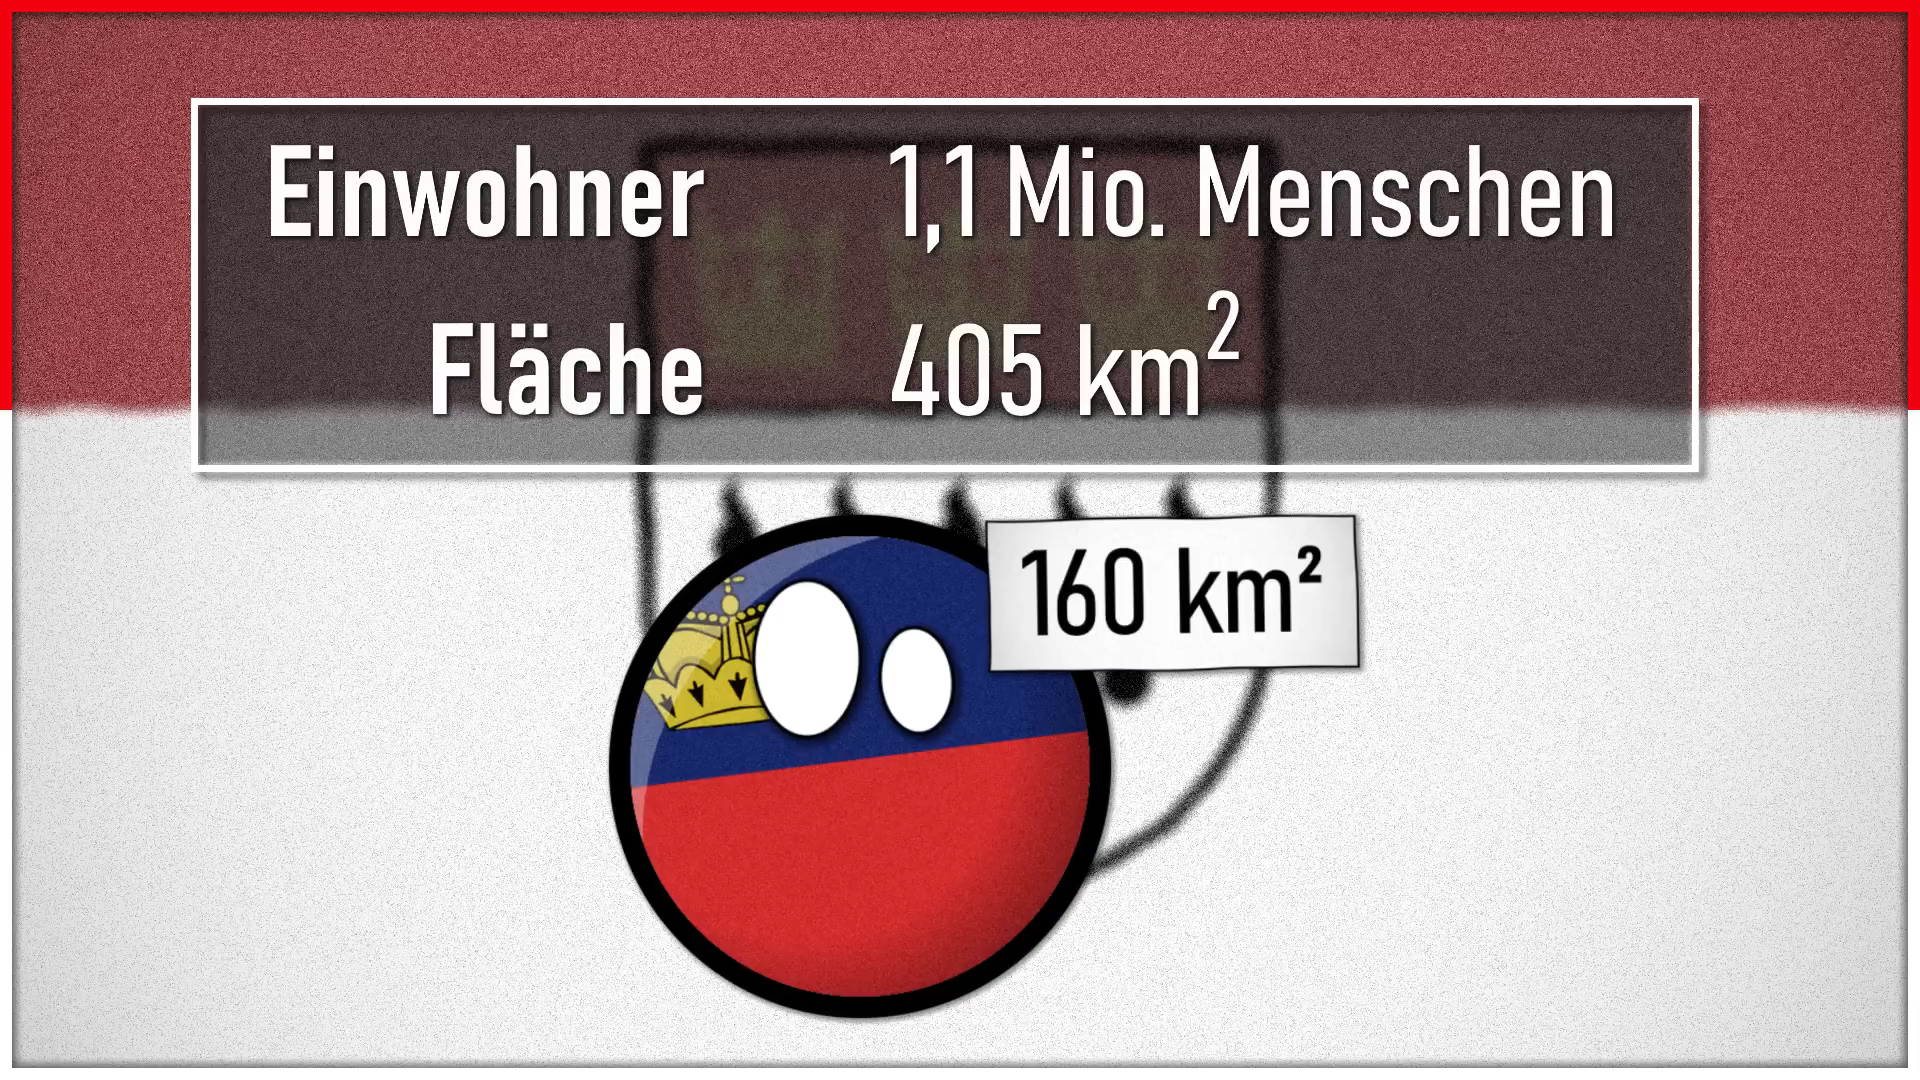 Einwohner 1,1 Mio. Menschen
Fläche 405 km²
160 km²